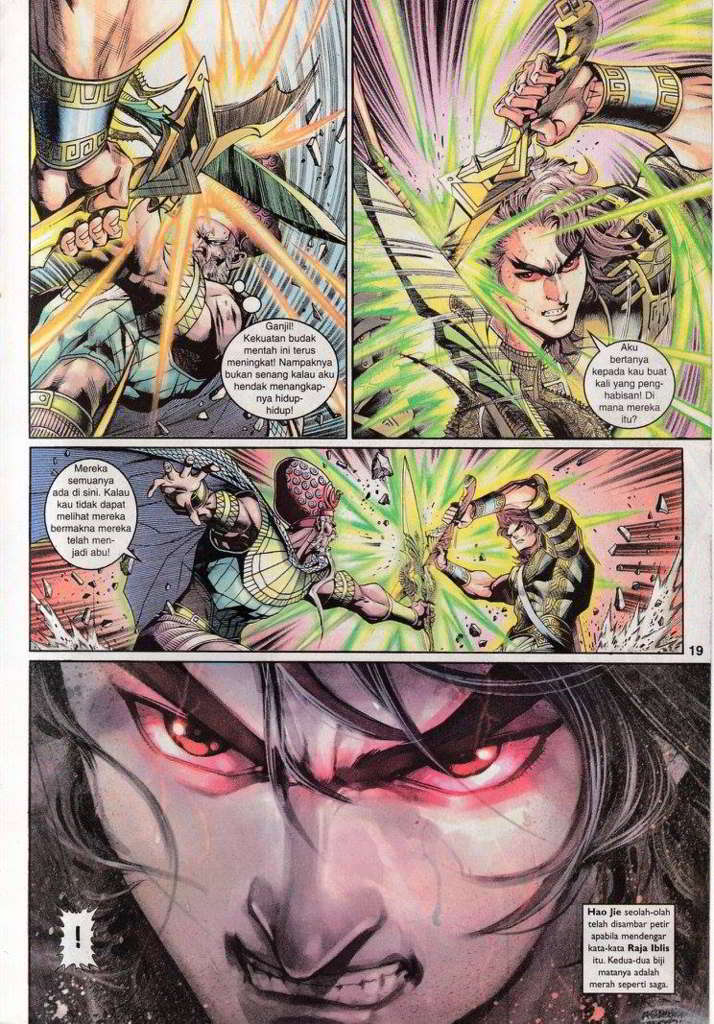 Ganjil!
Kekuatan budak
mentah ini terus
meningkat! Nampaknya
bukan senang kalau aku
hendak menangkap-
nya hidup-
hidup!
Aku
bertanya
kepada kau buat
kali yang peng-
habisan! Di
mana mereka
itu?
Mereka
semuanya
ada di sini. Kalau
kau tidak dapat
melihat mereka
bermakna mereka
telah men-
jadi abu!
19
!
Hao Jie seolah-olah
telah disambar petir
apabila mendengar
kata-kata Raja Iblis
itu. Kedua-dua biji
matanya adalah
merah seperti saga.